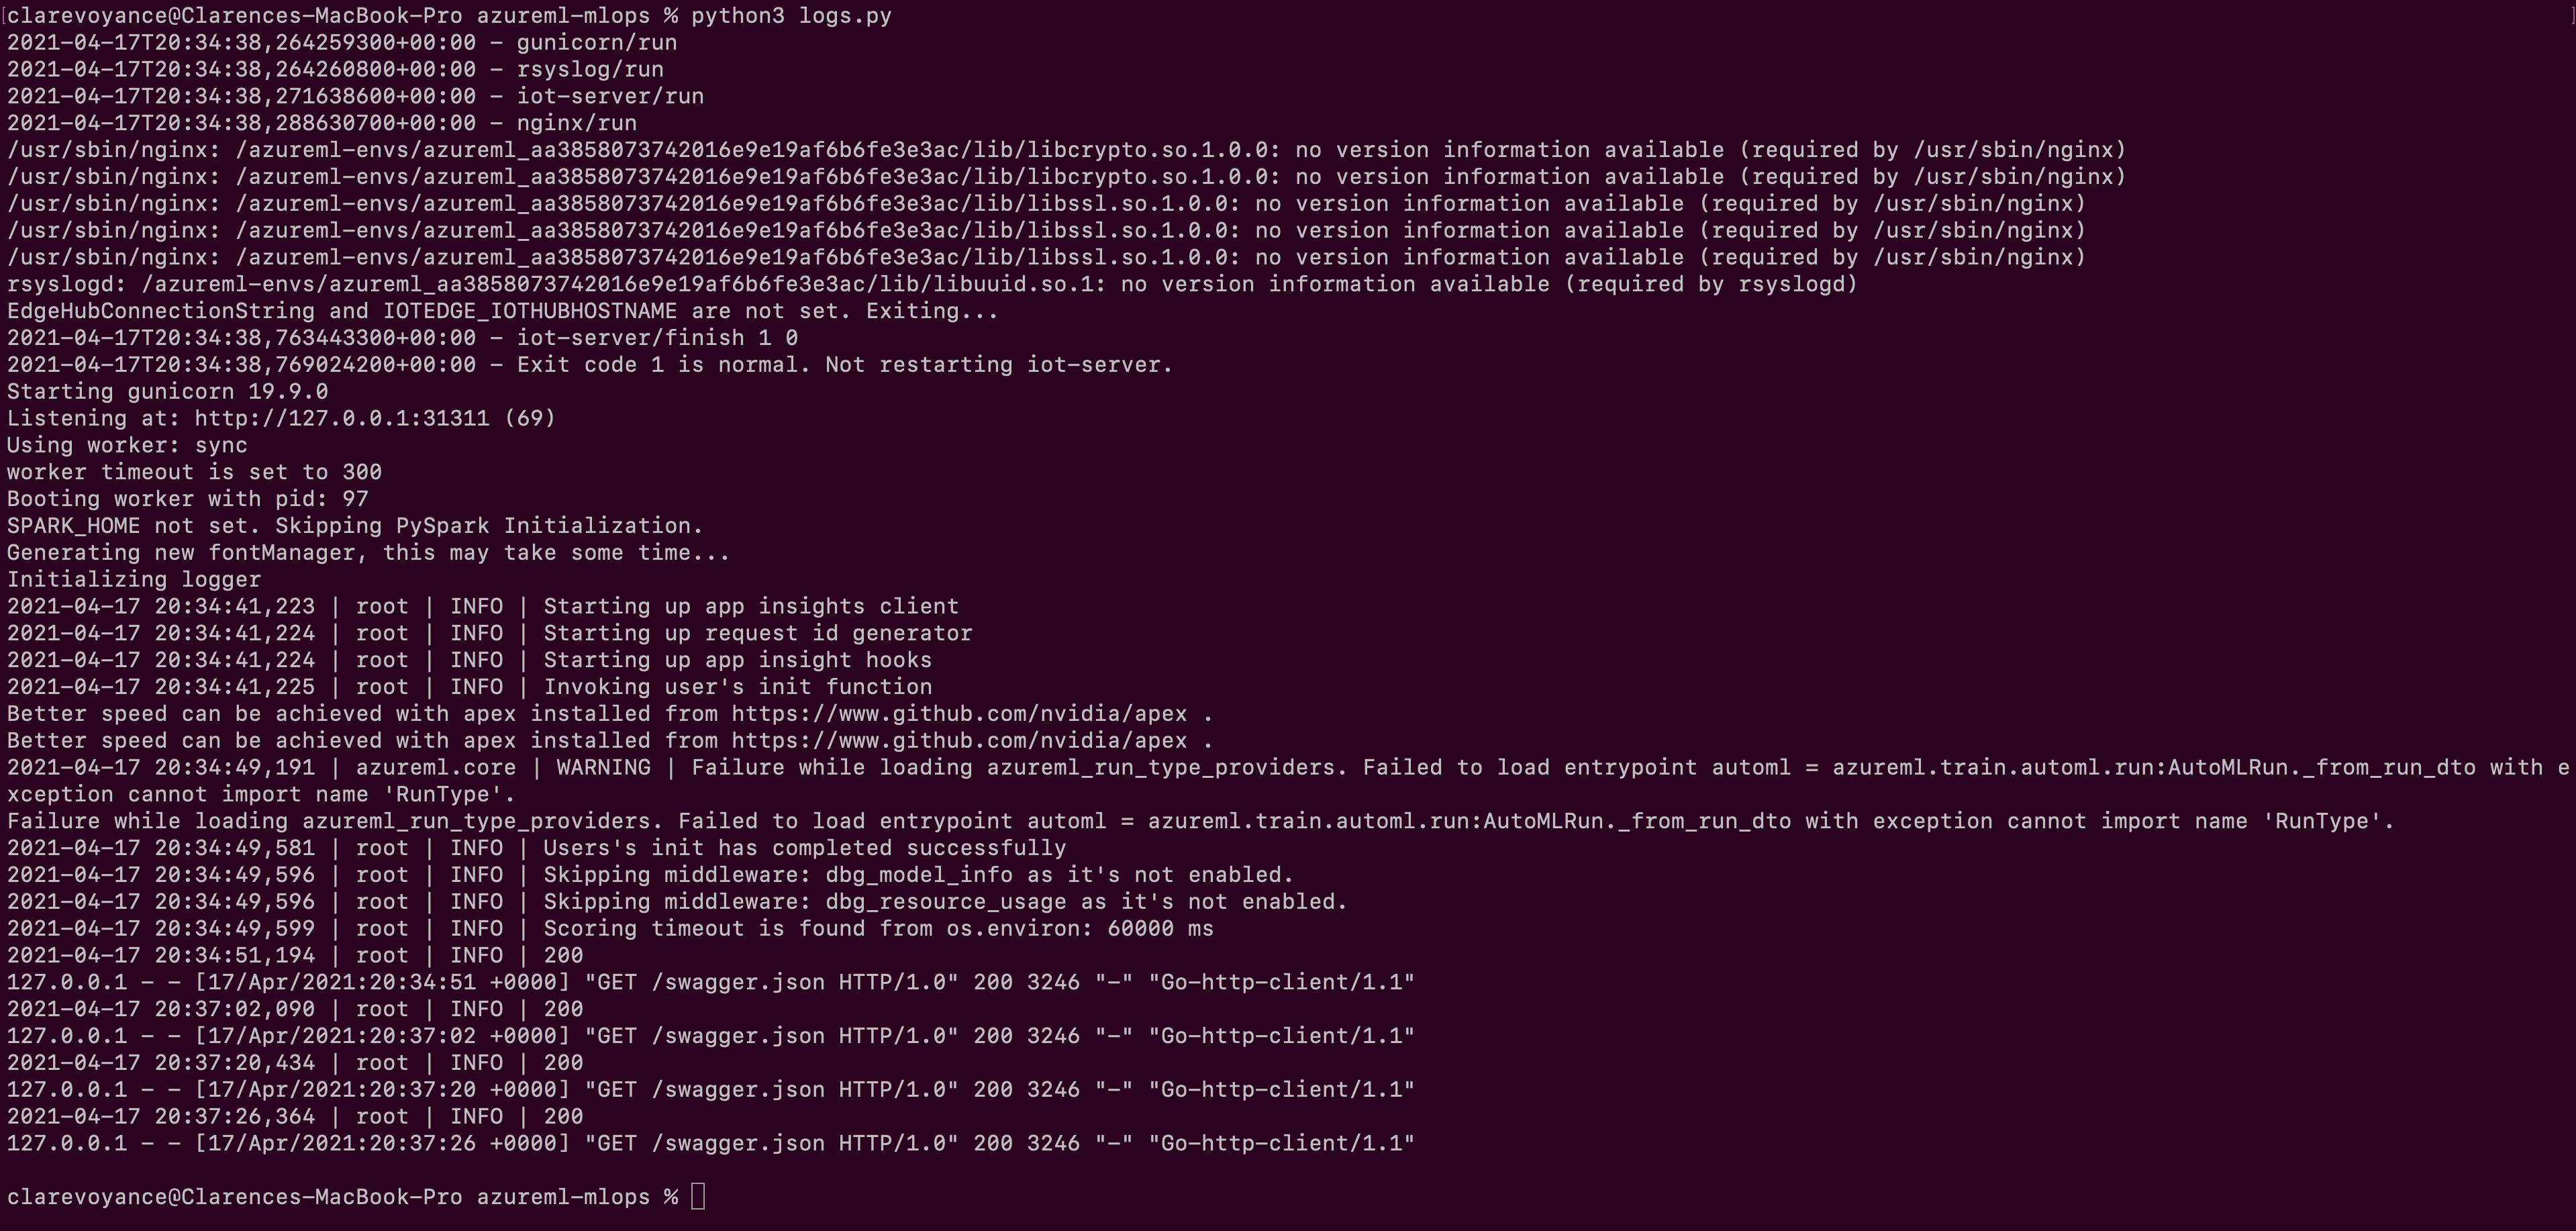 clarevoyance@Clarences-MacBook-Pro azureml-mlops % python3 logs.py
2021-04-17T20:34:38,264259300+00:00 - gunicorn/run
2021-04-17T20:34:38,264260800+00:00 - rsyslog/run
2021-04-17T20:34:38,271638600+00:00 - iot-server/run
2021-04-17T20:34:38,288630700+00:00 - nginx/run
/usr/sbin/nginx: /azureml-envs/azureml_aa3858073742016e9e19af6b6fe3e3ac/lib/libcrypto.so.1.0.0: no version information available (required by /usr/sbin/nginx)
/usr/sbin/nginx: /azureml-envs/azureml_aa3858073742016e9e19af6b6fe3e3ac/lib/libcrypto.so.1.0.0: no version information available (required by /usr/sbin/nginx)
/usr/sbin/nginx: /azureml-envs/azureml_aa3858073742016e9e19af6b6fe3e3ac/lib/libssl.so.1.0.0: no version information available (required by /usr/sbin/nginx)
/usr/sbin/nginx: /azureml-envs/azureml_aa3858073742016e9e19af6b6fe3e3ac/lib/libssl.so.1.0.0: no version information available (required by /usr/sbin/nginx)
/usr/sbin/nginx: /azureml-envs/azureml_aa3858073742016e9e19af6b6fe3e3ac/lib/libssl.so.1.0.0: no version information available (required by /usr/sbin/nginx)
rsyslogd: /azureml-envs/azureml_aa3858073742016e9e19af6b6fe3e3ac/lib/libuuid.so.1: no version information available (required by rsyslogd)
EdgeHubConnectionString and IOTEDGE_IOTHUBHOSTNAME are not set. Exiting...
2021-04-17T20:34:38,763443300+00:00 - iot-server/finish 1 0
2021-04-17T20:34:38,769024200+00:00 - Exit code 1 is normal. Not restarting iot-server.
Starting gunicorn 19.9.0
Listening at: http://127.0.0.1:31311 (69)
Using worker: sync
worker timeout is set to 300
Booting worker with pid: 97
SPARK_HOME not set. Skipping PySpark Initialization.
Generating new fontManager, this may take some time...
Initializing logger
2021-04-17 20:34:41,223 | root | INFO | Starting up app insights client
2021-04-17 20:34:41,224 | root | INFO | Starting up request id generator
2021-04-17 20:34:41,224 | root | INFO | Starting up app insight hooks
2021-04-17 20:34:41,225 | root | INFO | Invoking user's init function
Better speed can be achieved with apex installed from https://www.github.com/nvidia/apex .
Better speed can be achieved with apex installed from https://www.github.com/nvidia/apex .
2021-04-17 20:34:49,191 | azureml.core | WARNING | Failure while loading azureml_run_type_providers. Failed to load entrypoint automl = azureml.train.automl.run:AutoMLRun._from_run_dto with e
xception cannot import name 'RunType'.
Failure while loading azureml_run_type_providers. Failed to load entrypoint automl = azureml.train.automl.run:AutoMLRun._from_run_dto with exception cannot import name 'RunType'.
2021-04-17 20:34:49,581 | root | INFO | Users's init has completed successfully
2021-04-17 20:34:49,596 | root | INFO | Skipping middleware: dbg_model_info as it's not enabled.
2021-04-17 20:34:49,596 | root | INFO | Skipping middleware: dbg_resource_usage as it's not enabled.
2021-04-17 20:34:49,599 | root | INFO | Scoring timeout is found from os.environ: 60000 ms
2021-04-17 20:34:51,194 | root | INFO | 200
127.0.0.1 - - [17/Apr/2021:20:34:51 +0000] "GET /swagger.json HTTP/1.0" 200 3246 "-" "Go-http-client/1.1"
2021-04-17 20:37:02,090 | root | INFO | 200
127.0.0.1 - - [17/Apr/2021:20:37:02 +0000] "GET /swagger.json HTTP/1.0" 200 3246 "-" "Go-http-client/1.1"
2021-04-17 20:37:20,434 | root | INFO | 200
127.0.0.1 - - [17/Apr/2021:20:37:20 +0000] "GET /swagger.json HTTP/1.0" 200 3246 "-" "Go-http-client/1.1"
2021-04-17 20:37:26,364 | root | INFO | 200
127.0.0.1 - - [17/Apr/2021:20:37:26 +0000] "GET /swagger.json HTTP/1.0" 200 3246 "-" "Go-http-client/1.1"
clarevoyance@Clarences-MacBook-Pro azureml-mlops %